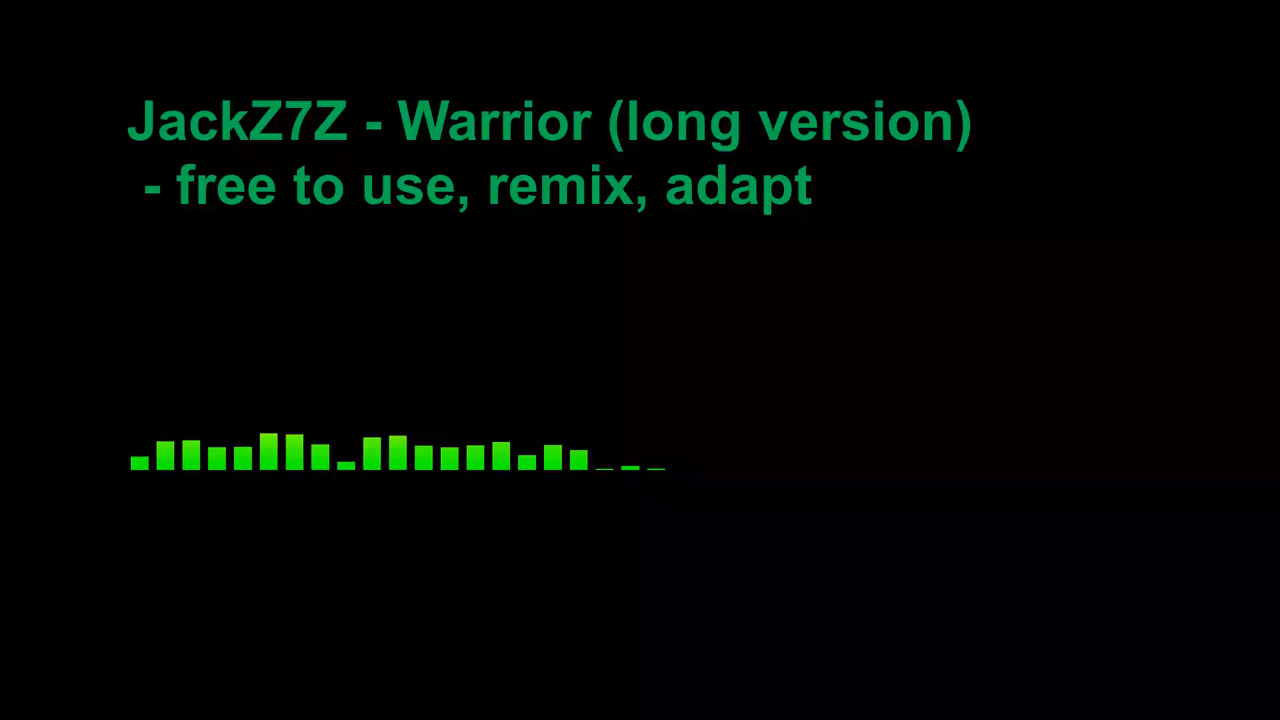 JackZ7Z - Warrior (long version)
- free to use, remix, adapt